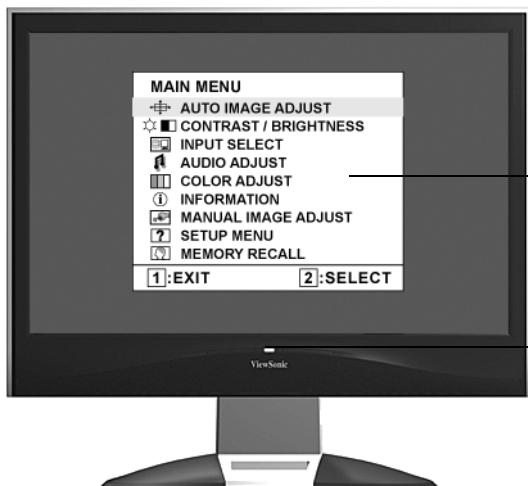 MAIN MENU
AUTO IMAGE ADJUST
CONTRAST / BRIGHTNESS
INPUT SELECT
AUDIO ADJUST
COLOR ADJUST
INFORMATION
MANUAL IMAGE ADJUST
? SETUP MENU
MEMORY RECALL
1:EXIT 2:SELECT
ViewSonic